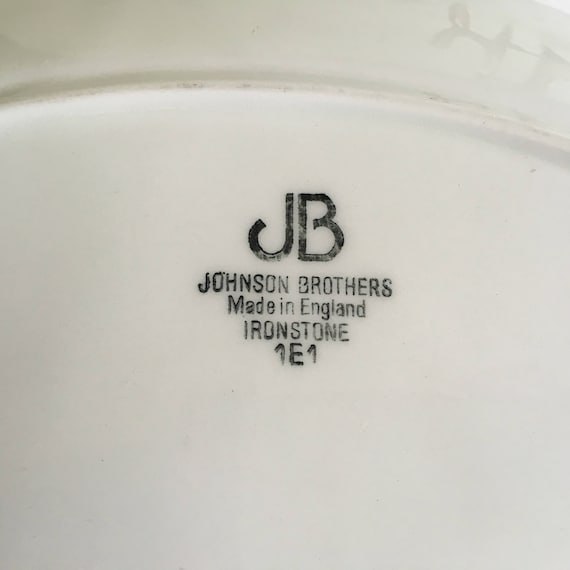 JB
JOHNSON BROTHERS
Made in England
IRONSTONE
1E1